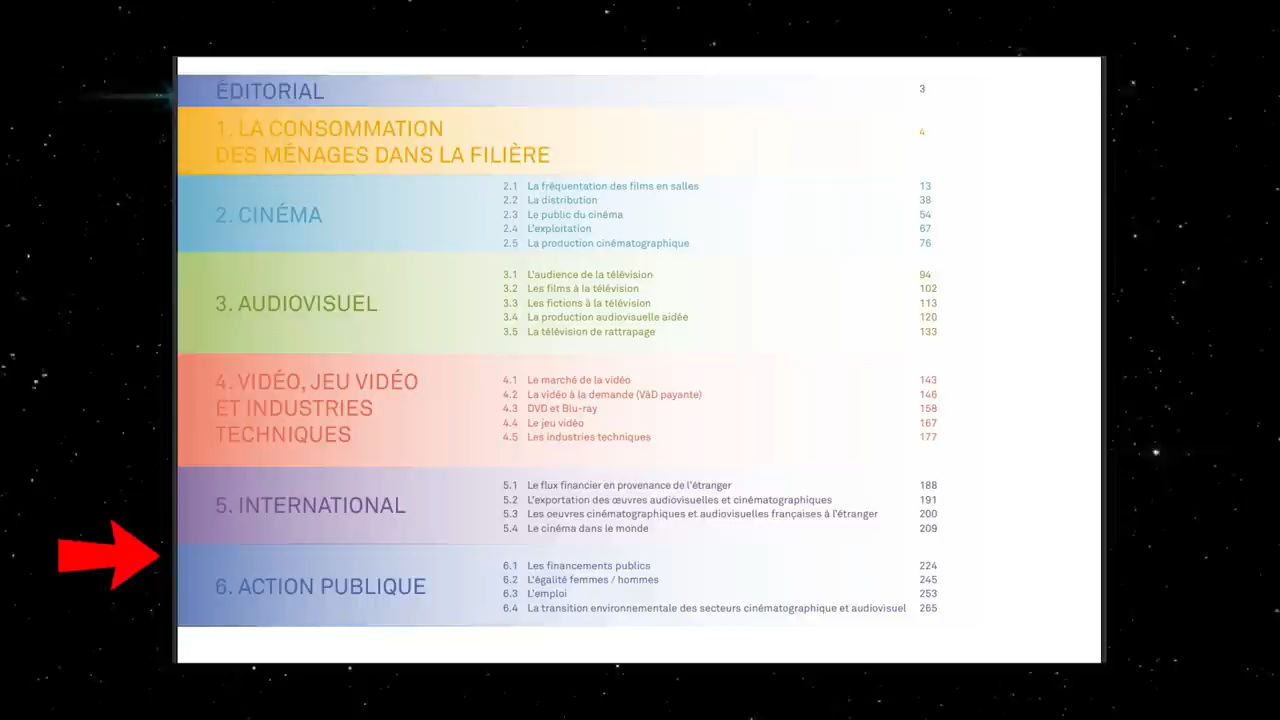 ÉDITORIAL 3
1. LA CONSOMMATION
DES MÉNAGES DANS LA FILIÈRE 4
2. CINÉMA
2.1 La fréquentation des films en salles 13
2.2 La distribution 38
2.3 Le public du cinéma 54
2.4 L'exploitation 67
2.5 La production cinématographique 76
3. AUDIOVISUEL
3.1 L'audience de la télévision 94
3.2 Les films à la télévision 102
3.3 Les fictions à la télévision 113
3.4 La production audiovisuelle aidée 120
3.5 La télévision de rattrapage 133
4. VIDÉO, JEU VIDÉO
ET INDUSTRIES
TECHNIQUES
4.1 Le marché de la vidéo 143
4.2 La vidéo à la demande (VàD payante) 146
4.3 DVD et Blu-ray 158
4.4 Le jeu vidéo 167
4.5 Les industries techniques 177
5. INTERNATIONAL
5.1 Le flux financier en provenance de l'étranger 188
5.2 L'exportation des œuvres audiovisuelles et cinématographiques 191
5.3 Les oeuvres cinématographiques et audiovisuelles françaises à l'étranger 200
5.4 Le cinéma dans le monde 209
6. ACTION PUBLIQUE
6.1 Les financements publics 224
6.2 L'égalité femmes / hommes 245
6.3 L'emploi 253
6.4 La transition environnementale des secteurs cinématographique et audiovisuel 265